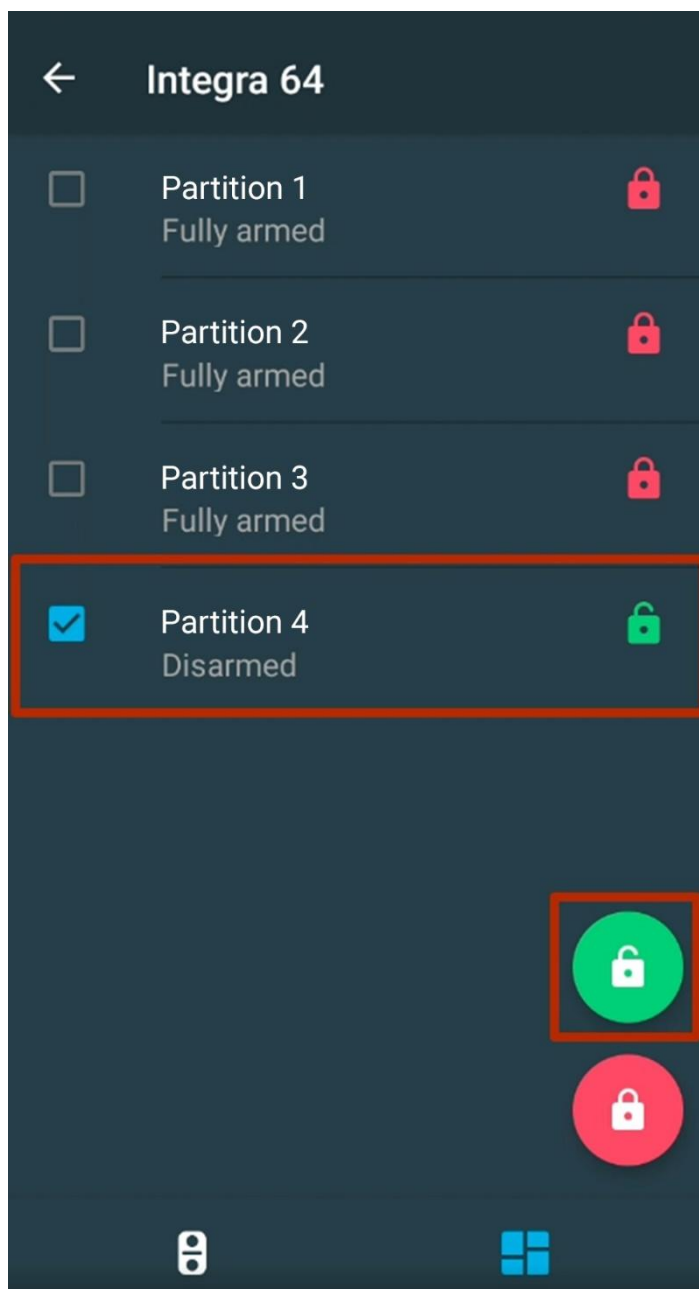 Integra 64
Partition 1
Fully armed
Partition 2
Fully armed
Partition 3
Fully armed
Partition 4
Disarmed